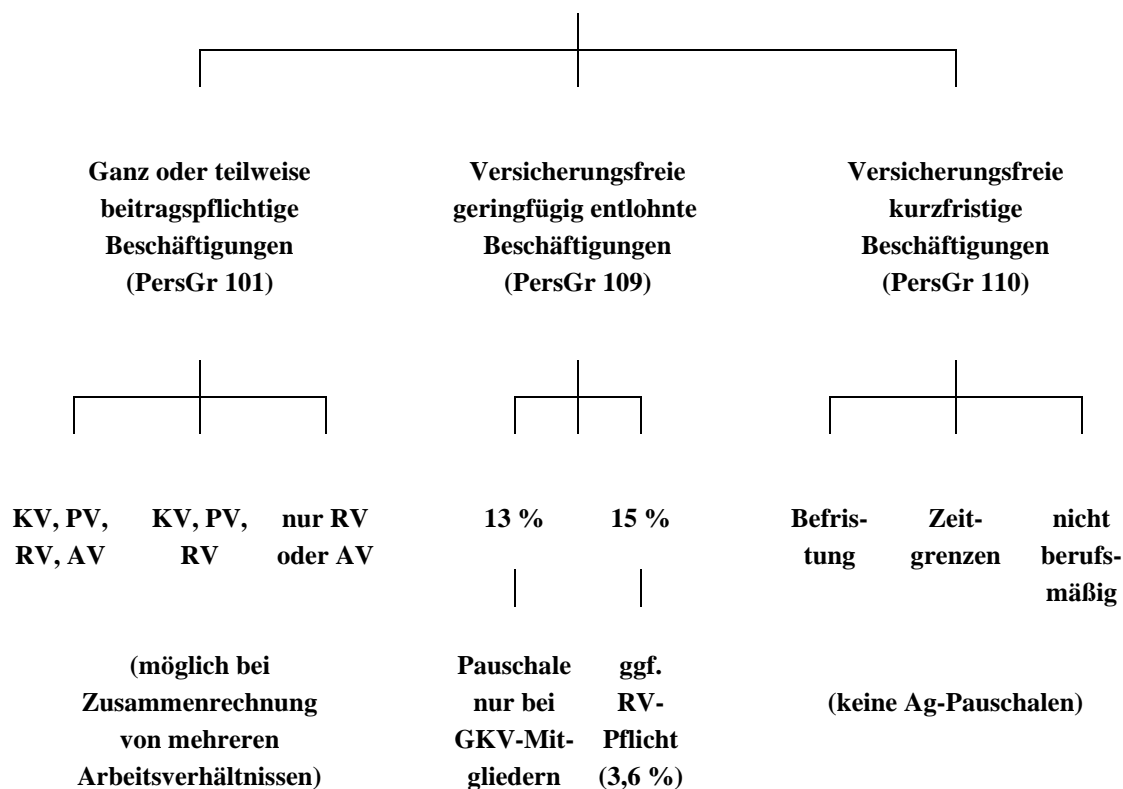 Ganz oder teilweise
beitragspflichtige
Beschäftigungen
(PersGr 101)
Versicherungsfreie
geringfügig entlohnte
Beschäftigungen
(PersGr 109)
Versicherungsfreie
kurzfristige
Beschäftigungen
(PersGr 110)
KV, PV,
RV, AV
KV, PV,
RV
nur RV
oder AV
13 %
15 %
Befris-
tung
Zeit-
grenzen
nicht
berufs-
mäßig
(möglich bei
Zusammenrechnung
von mehreren
Arbeitsverhältnissen)
Pauschale
nur bei
GKV-Mit-
gliedern
ggf.
RV-
Pflicht
(3,6 %)
(keine Ag-Pauschalen)